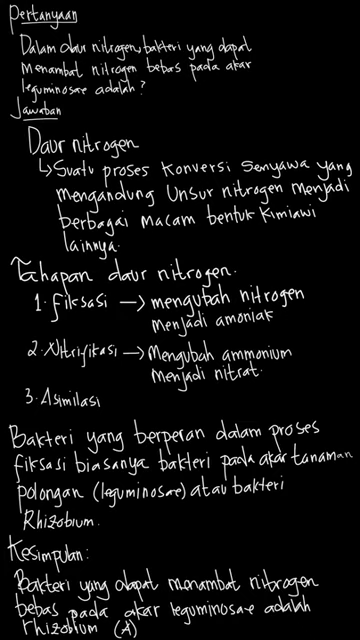 Pertanyaan
Dalam daur nitrogen, bakteri yang dapat
menambat nitrogen bebas pada akar
leguminosae adalah?
Jawaban
Daur nitrogen
↳ Suatu proses konversi senyawa yang
mengandung unsur nitrogen menjadi
berbagai macam bentuk kimiawi
lainnya.
Tahapan daur nitrogen.
1. fiksasi → mengubah nitrogen
menjadi amoniak
2. Nitrifikasi → Mengubah ammonium
menjadi nitrat.
3. Asimilasi
Bakteri yang berperan dalam proses
fiksasi biasanya bakteri pada akar tanaman
polongan (leguminosae) atau bakteri
Rhizobium.
Kesimpulan:
Bakteri yang dapat menambat nitrogen
bebas pada akar leguminosae adalah
rhizobium (A)